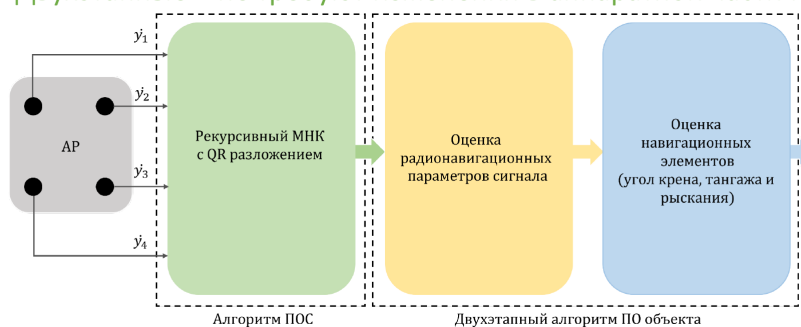 ẏ₁
ẏ₂
АР
ẏ₃
ẏ₄
Рекурсивный МНК
с QR разложением
Оценка
радионавигационных
параметров сигнала
Оценка
навигационных
элементов
(угол крена, тангажа и
рыскания)
Алгоритм ПОС
Двухэтапный алгоритм ПО объекта